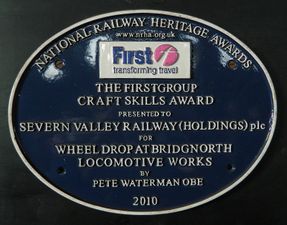 NATIONAL RAILWAY HERITAGE AWARDS
www.nrha.org.uk
First
transforming travel
THE FIRSTGROUP
CRAFT SKILLS AWARD
PRESENTED TO
SEVERN VALLEY RAILWAY (HOLDINGS) plc
FOR
WHEEL DROP AT BRIDGNORTH
LOCOMOTIVE WORKS
BY
PETE WATERMAN OBE
2010